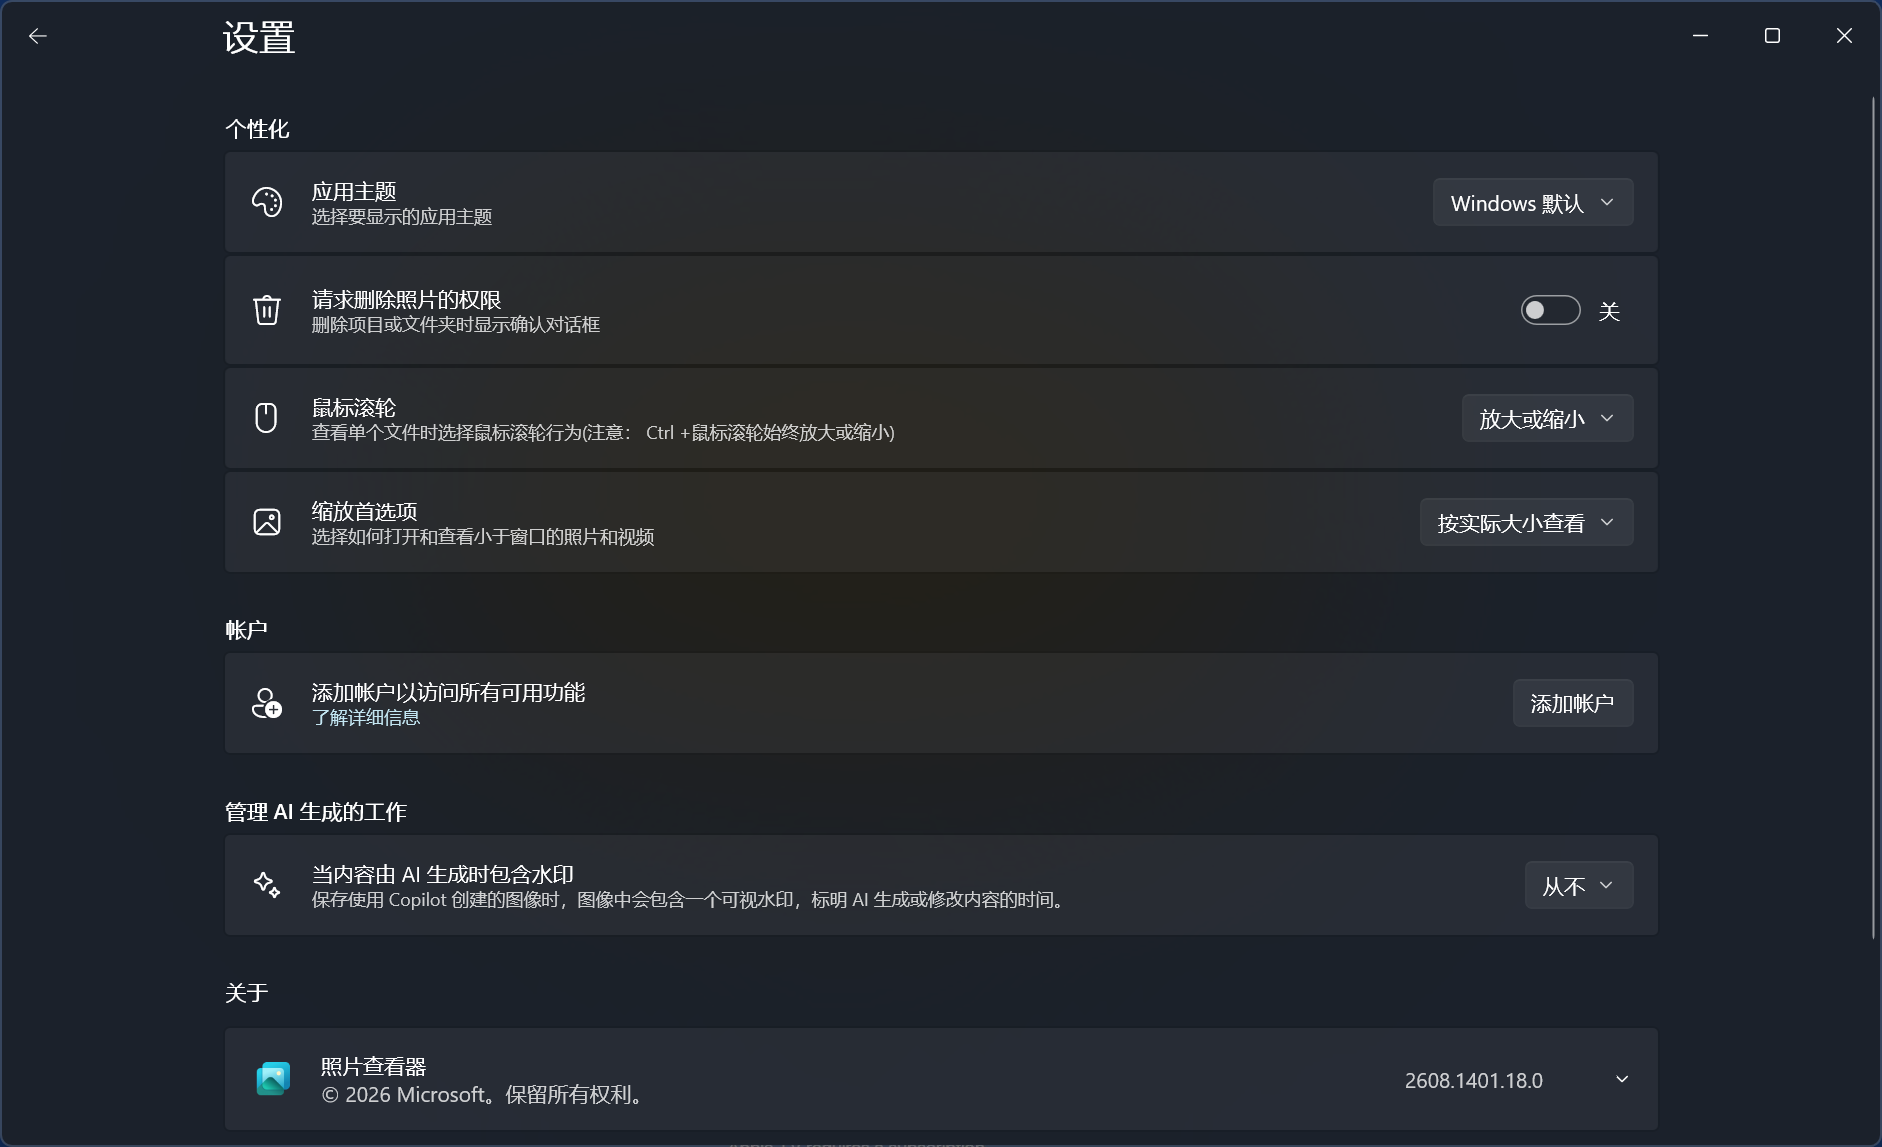 设置
个性化
应用主题
选择要显示的应用主题
Windows 默认
请求删除照片的权限
删除项目或文件夹时显示确认对话框
关
鼠标滚轮
查看单个文件时选择鼠标滚轮行为(注意： Ctrl +鼠标滚轮始终放大或缩小)
放大或缩小
缩放首选项
选择如何打开和查看小于窗口的照片和视频
按实际大小查看
帐户
添加帐户以访问所有可用功能
了解详细信息
添加帐户
管理 AI 生成的工作
当内容由 AI 生成时包含水印
保存使用 Copilot 创建的图像时，图像中会包含一个可视水印，标明 AI 生成或修改内容的时间。
从不
关于
照片查看器
© 2026 Microsoft。保留所有权利。
2608.1401.18.0